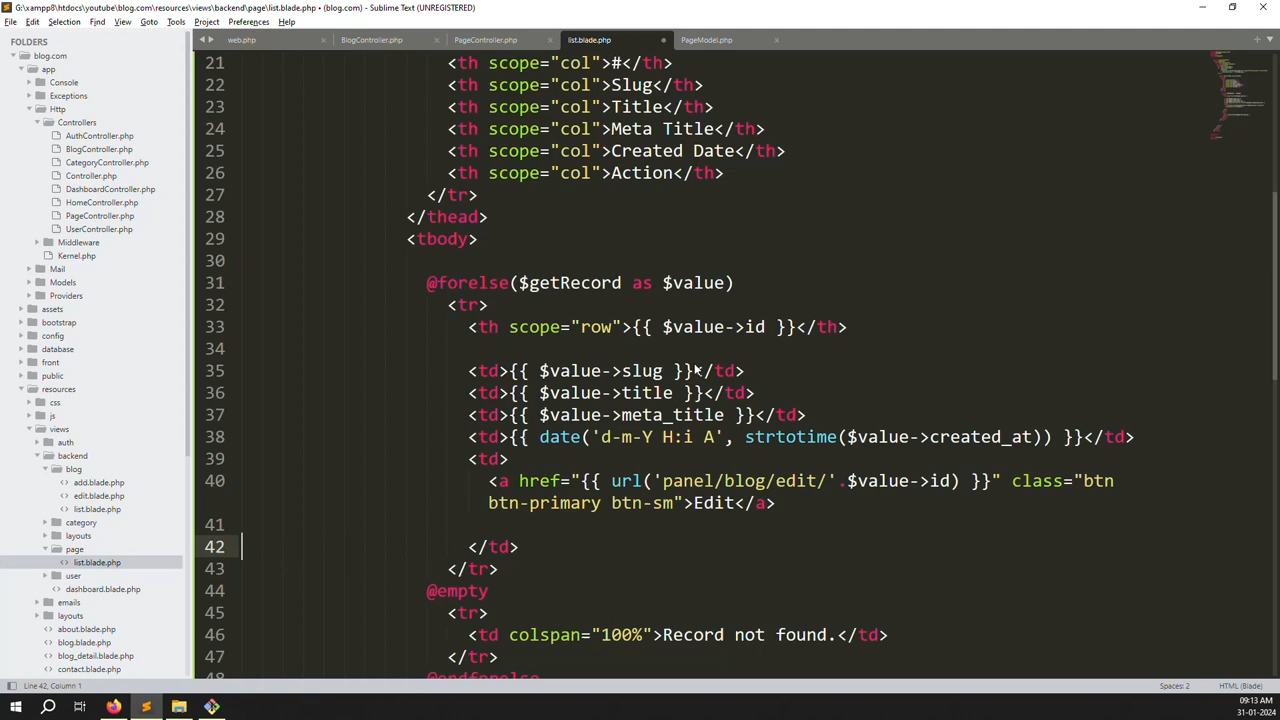 G:\xampp8\htdocs\youtube\blog.com\resources\views\backend\page\list.blade.php • (blog.com) - Sublime Text (UNREGISTERED)
File Edit Selection Find View Goto Tools Project Preferences Help
FOLDERS
web.php × BlogController.php × PageController.php × list.blade.php • PageModel.php ×
blog.com
app
Console
Exceptions
Http
Controllers
AuthController.php
BlogController.php
CategoryController.php
Controller.php
DashboardController.php
HomeController.php
PageController.php
UserController.php
Middleware
Kernel.php
Mail
Models
Providers
assets
bootstrap
config
database
front
public
resources
css
js
views
auth
backend
blog
add.blade.php
edit.blade.php
list.blade.php
category
layouts
page
list.blade.php
user
dashboard.blade.php
emails
layouts
about.blade.php
blog.blade.php
blog_detail.blade.php
contact.blade.php
21 <th scope="col">#</th>
22 <th scope="col">Slug</th>
23 <th scope="col">Title</th>
24 <th scope="col">Meta Title</th>
25 <th scope="col">Created Date</th>
26 <th scope="col">Action</th>
27 </tr>
28 </thead>
29 <tbody>
30
31 @forelse($getRecord as $value)
32 <tr>
33 <th scope="row">{{ $value->id }}</th>
34
35 <td>{{ $value->slug }}</td>
36 <td>{{ $value->title }}</td>
37 <td>{{ $value->meta_title }}</td>
38 <td>{{ date('d-m-Y H:i A', strtotime($value->created_at)) }}</td>
39 <td>
40 <a href="{{ url('panel/blog/edit/'.$value->id) }}" class="btn
btn-primary btn-sm">Edit</a>
41
42 </td>
43 </tr>
44 @empty
45 <tr>
46 <td colspan="100%">Record not found.</td>
47 </tr>
48 @endforelse
Line 42, Column 1 Spaces: 2 HTML (Blade)
09:13 AM
31-01-2024